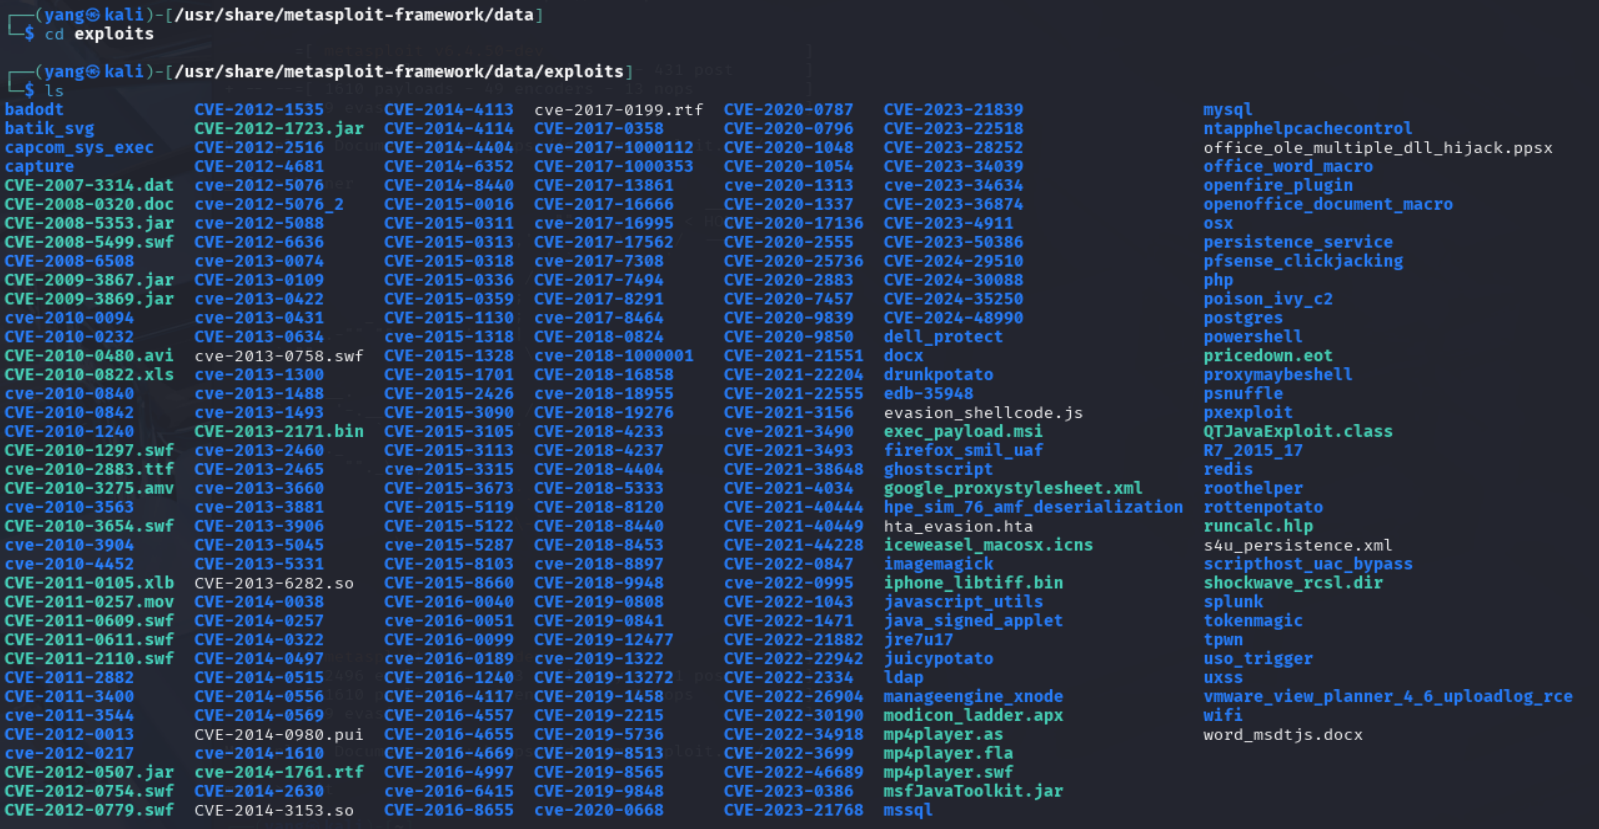 ┌──(yang㉿kali)-[/usr/share/metasploit-framework/data]
└─$ cd exploits
┌──(yang㉿kali)-[/usr/share/metasploit-framework/data/exploits]
└─$ ls
badodt CVE-2012-1535 CVE-2014-4113 cve-2017-0199.rtf CVE-2020-0787 CVE-2023-21839 mysql
batik_svg CVE-2012-1723.jar CVE-2014-4114 CVE-2017-0358 CVE-2020-0796 CVE-2023-22518 ntapphelpcachecontrol
capcom_sys_exec CVE-2012-2516 CVE-2014-4404 cve-2017-1000112 CVE-2020-1048 CVE-2023-28252 office_ole_multiple_dll_hijack.ppsx
capture CVE-2012-4681 CVE-2014-6352 CVE-2017-1000353 CVE-2020-1054 CVE-2023-34039 office_word_macro
CVE-2007-3314.dat cve-2012-5076 CVE-2014-8440 CVE-2017-13861 cve-2020-1313 cve-2023-34634 openfire_plugin
CVE-2008-0320.doc cve-2012-5076_2 CVE-2015-0016 CVE-2017-16666 CVE-2020-1337 CVE-2023-36874 openoffice_document_macro
CVE-2008-5353.jar cve-2012-5088 CVE-2015-0311 cve-2017-16995 CVE-2020-17136 CVE-2023-4911 osx
CVE-2008-5499.swf CVE-2012-6636 CVE-2015-0313 CVE-2017-17562 CVE-2020-2555 CVE-2023-50386 persistence_service
CVE-2008-6508 cve-2013-0074 CVE-2015-0318 cve-2017-7308 CVE-2020-25736 CVE-2024-29510 pfsense_clickjacking
CVE-2009-3867.jar CVE-2013-0109 CVE-2015-0336 CVE-2017-7494 CVE-2020-2883 CVE-2024-30088 php
CVE-2009-3869.jar cve-2013-0422 CVE-2015-0359 CVE-2017-8291 CVE-2020-7457 CVE-2024-35250 poison_ivy_c2
cve-2010-0094 cve-2013-0431 CVE-2015-1130 cve-2017-8464 CVE-2020-9839 CVE-2024-48990 postgres
CVE-2010-0232 CVE-2013-0634 cve-2015-1318 CVE-2018-0824 CVE-2020-9850 dell_protect powershell
CVE-2010-0480.avi cve-2013-0758.swf CVE-2015-1328 cve-2018-1000001 CVE-2021-21551 docx pricedown.eot
CVE-2010-0822.xls cve-2013-1300 CVE-2015-1701 CVE-2018-16858 CVE-2021-22204 drunkpotato proxymaybeshell
cve-2010-0840 cve-2013-1488 CVE-2015-2426 cve-2018-18955 CVE-2021-22555 edb-35948 psnuffle
CVE-2010-0842 cve-2013-1493 CVE-2015-3090 CVE-2018-19276 CVE-2021-3156 evasion_shellcode.js pxexploit
CVE-2010-1240 CVE-2013-2171.bin CVE-2015-3105 CVE-2018-4233 cve-2021-3490 exec_payload.msi QTJavaExploit.class
CVE-2010-1297.swf cve-2013-2460 CVE-2015-3113 CVE-2018-4237 CVE-2021-3493 firefox_smil_uaf R7_2015_17
cve-2010-2883.ttf cve-2013-2465 cve-2015-3315 CVE-2018-4404 CVE-2021-38648 ghostscript redis
CVE-2010-3275.amv cve-2013-3660 CVE-2015-3673 CVE-2018-5333 CVE-2021-4034 google_proxystylesheet.xml roothelper
cve-2010-3563 cve-2013-3881 CVE-2015-5119 CVE-2018-8120 CVE-2021-40444 hpe_sim_76_amf_deserialization rottenpotato
CVE-2010-3654.swf CVE-2013-3906 CVE-2015-5122 CVE-2018-8440 CVE-2021-40449 hta_evasion.hta runcalc.hlp
cve-2010-3904 CVE-2013-5045 cve-2015-5287 CVE-2018-8453 CVE-2021-44228 iceweasel_macosx.icns s4u_persistence.xml
cve-2010-4452 CVE-2013-5331 cve-2015-8103 CVE-2018-8897 CVE-2022-0847 imagemagick scripthost_uac_bypass
CVE-2011-0105.xlb CVE-2013-6282.so cve-2015-8660 CVE-2018-9948 cve-2022-0995 iphone_libtiff.bin shockwave_rcsl.dir
CVE-2011-0257.mov CVE-2014-0038 CVE-2016-0040 CVE-2019-0808 CVE-2022-1043 javascript_utils splunk
CVE-2011-0609.swf CVE-2014-0257 cve-2016-0051 CVE-2019-0841 CVE-2022-1471 java_signed_applet tokenmagic
CVE-2011-0611.swf CVE-2014-0322 CVE-2016-0099 CVE-2019-12477 CVE-2022-21882 jre7u17 tpwn
CVE-2011-2110.swf CVE-2014-0497 cve-2016-0189 cve-2019-1322 CVE-2022-22942 juicypotato uso_trigger
CVE-2011-2882 CVE-2014-0515 CVE-2016-1240 CVE-2019-13272 CVE-2022-2334 ldap uxss
CVE-2011-3400 CVE-2014-0556 CVE-2016-4117 CVE-2019-1458 CVE-2022-26904 manageengine_xnode vmware_view_planner_4_6_uploadlog_rce
cve-2011-3544 CVE-2014-0569 cve-2016-4557 CVE-2019-2215 CVE-2022-30190 modicon_ladder.apx wifi
CVE-2012-0013 CVE-2014-0980.pui CVE-2016-4655 CVE-2019-5736 CVE-2022-34918 mp4player.as word_msdtjs.docx
cve-2012-0217 cve-2014-1610 CVE-2016-4669 CVE-2019-8513 CVE-2022-3699 mp4player.fla
CVE-2012-0507.jar cve-2014-1761.rtf CVE-2016-4997 CVE-2019-8565 CVE-2022-46689 mp4player.swf
CVE-2012-0754.swf CVE-2014-2630 cve-2016-6415 CVE-2019-9848 CVE-2023-0386 msfJavaToolkit.jar
CVE-2012-0779.swf CVE-2014-3153.so CVE-2016-8655 cve-2020-0668 CVE-2023-21768 mssql